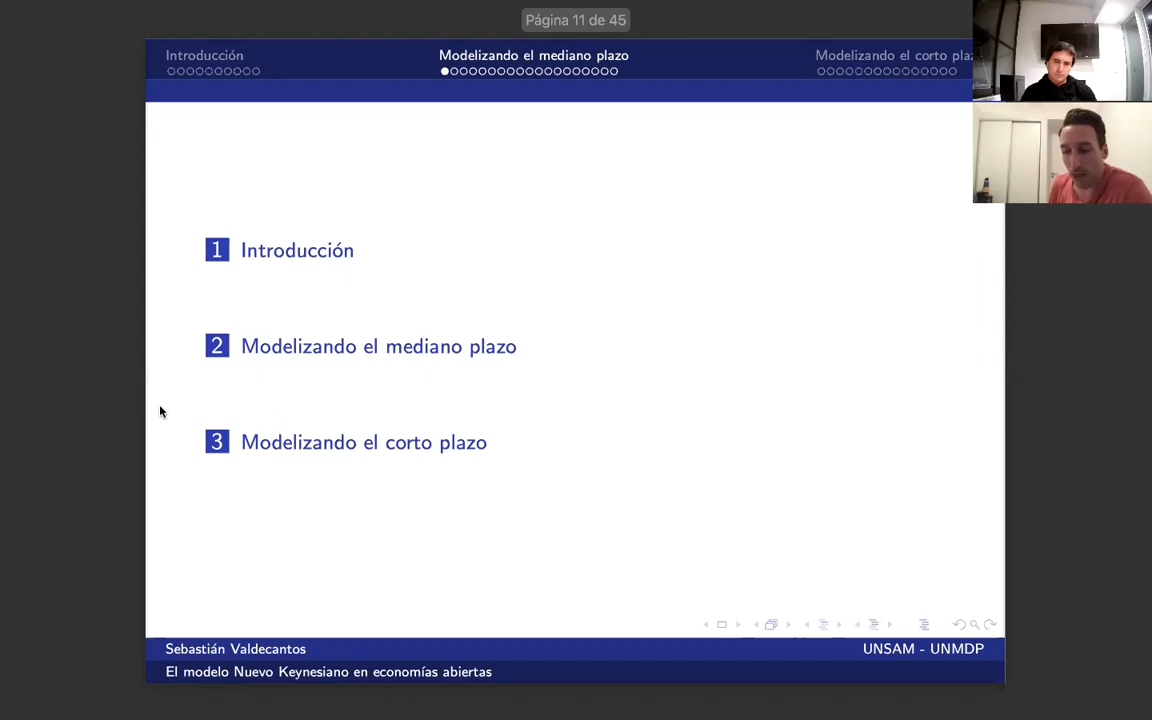 Página 11 de 45
Introducción
Modelizando el mediano plazo
Modelizando el corto pla
1 Introducción
2 Modelizando el mediano plazo
3 Modelizando el corto plazo
Sebastián Valdecantos
UNSAM - UNMDP
El modelo Nuevo Keynesiano en economías abiertas